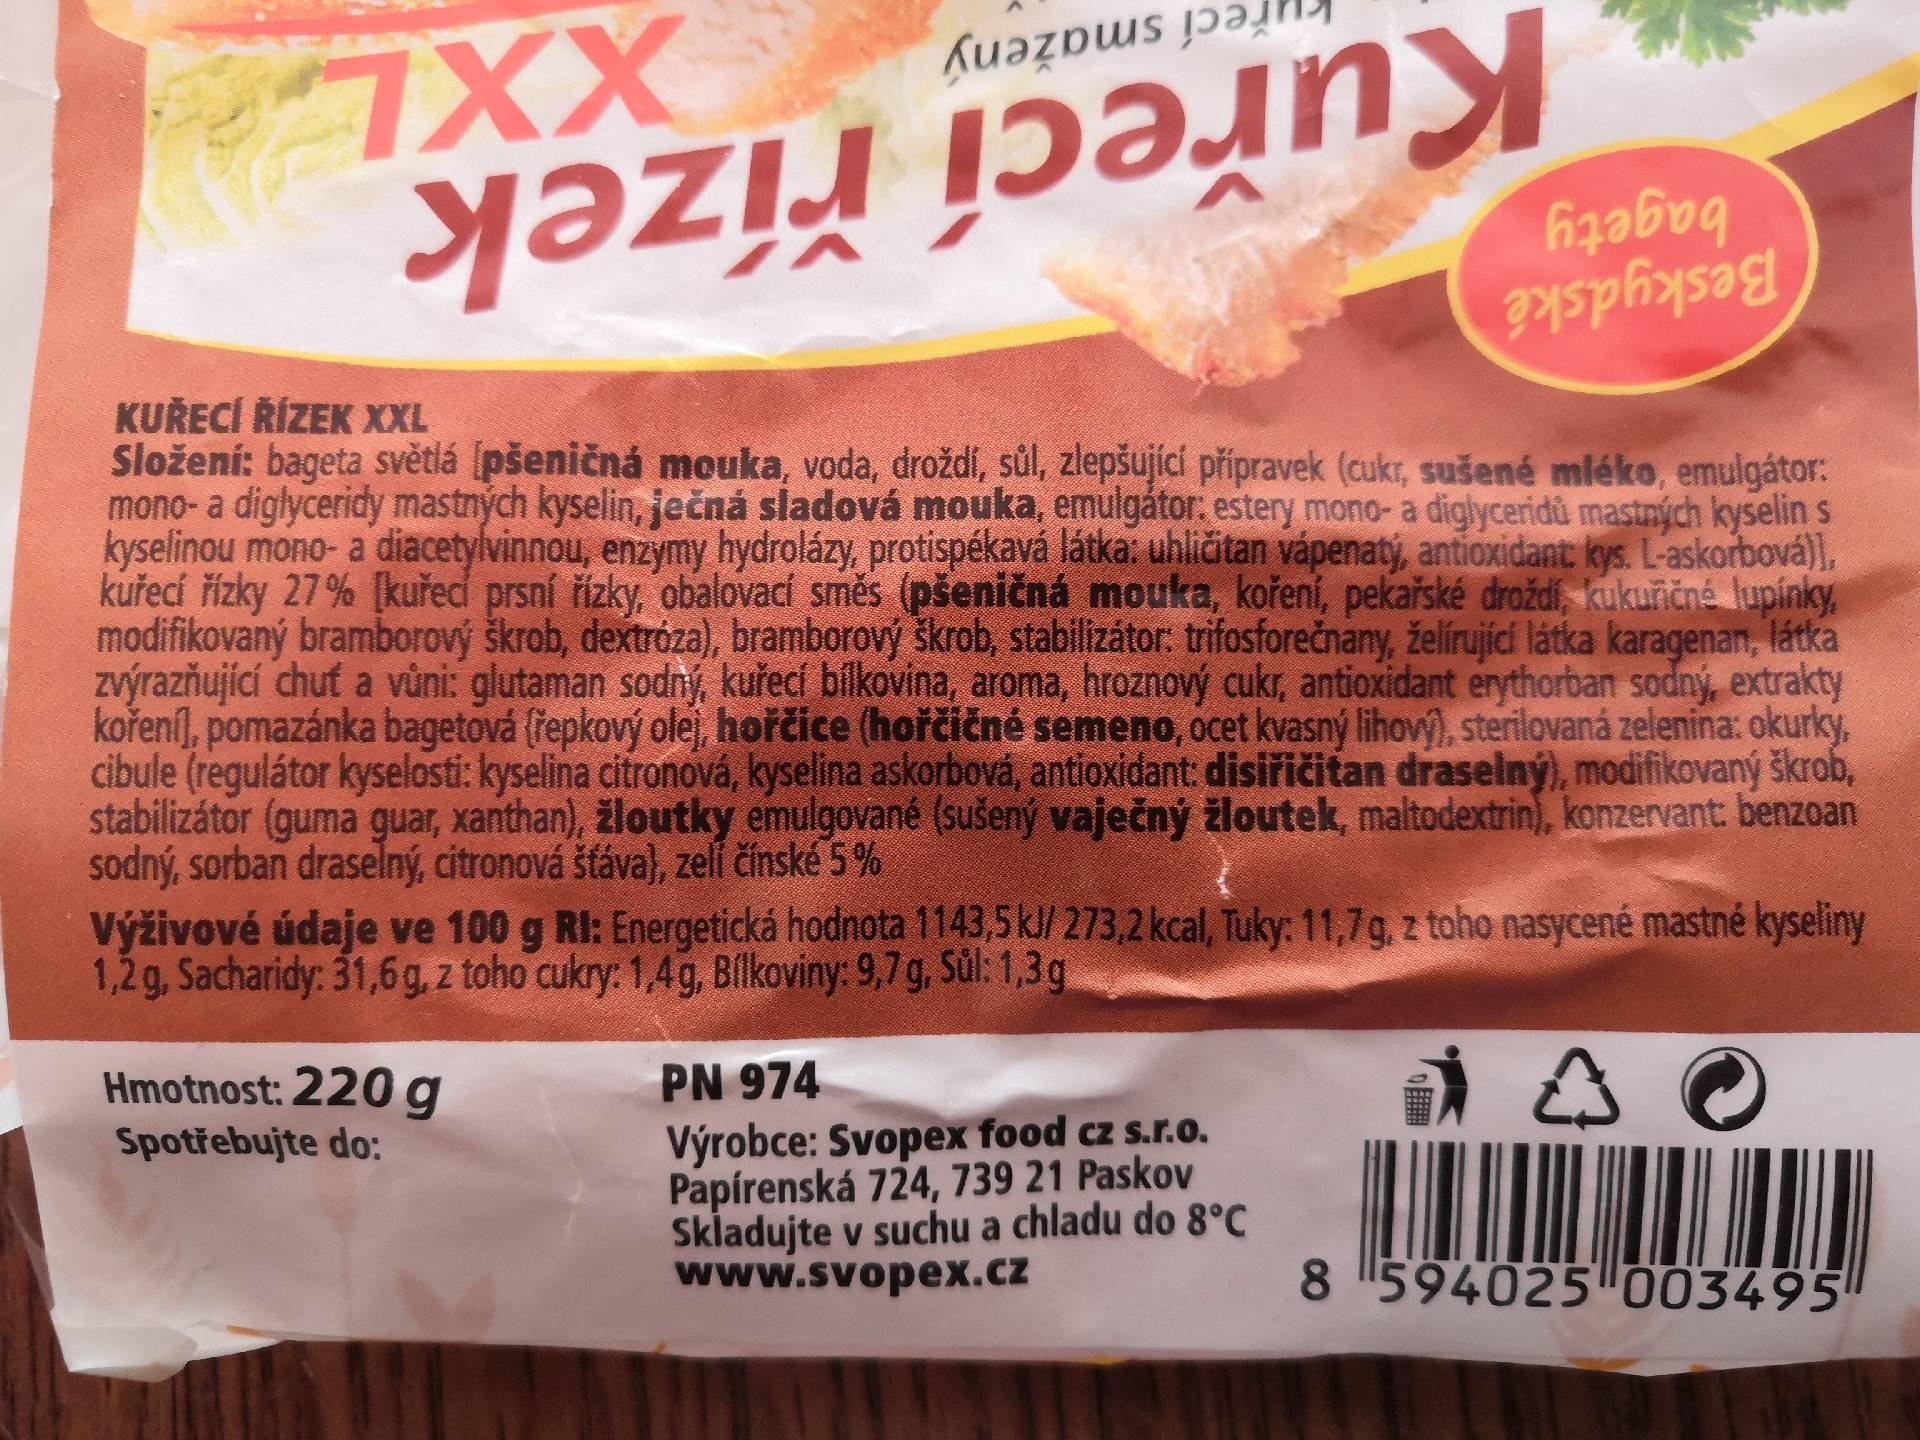 kuřecí smažený
Kuřecí řízek
XXL
Beskydské
bagety
KUŘECÍ ŘÍZEK XXL
Složení: bageta světlá [pšeničná mouka, voda, droždí, sůl, zlepšující přípravek (cukr, sušené mléko, emulgátor:
mono- a diglyceridy mastných kyselin, ječná sladová mouka, emulgátor: estery mono- a diglyceridů mastných kyselin s
kyselinou mono- a diacetylvinnou, enzymy hydrolázy, protispékavá látka: uhličitan vápenatý, antioxidant: kys. L-askorbová)],
kuřecí řízky 27% [kuřecí prsní řízky, obalovací směs (pšeničná mouka, koření, pekařské droždí, kukuřičné lupínky,
modifikovaný bramborový škrob, dextróza), bramborový škrob, stabilizátor: trifosforečnany, želírující látka karagenan, látka
zvýrazňující chuť a vůni: glutaman sodný, kuřecí bílkovina, aroma, hroznový cukr, antioxidant erythorban sodný, extrakty
koření], pomazánka bagetová {řepkový olej, hořčice (hořčičné semeno, ocet kvasný lihový), sterilovaná zelenina: okurky,
cibule (regulátor kyselosti: kyselina citronová, kyselina askorbová, antioxidant: disiřičitan draselný), modifikovaný škrob,
stabilizátor (guma guar, xanthan), žloutky emulgované (sušený vaječný žloutek, maltodextrin), konzervant: benzoan
sodný, sorban draselný, citronová šťáva}, zelí čínské 5%
Výživové údaje ve 100 g RI: Energetická hodnota 1143,5 kJ/ 273,2 kcal, Tuky: 11,7 g, z toho nasycené mastné kyseliny
1,2 g, Sacharidy: 31,6 g, z toho cukry: 1,4 g, Bílkoviny: 9,7 g, Sůl: 1,3 g
Hmotnost: 220 g
Spotřebujte do:
PN 974
Výrobce: Svopex food cz s.r.o.
Papírenská 724, 739 21 Paskov
Skladujte v suchu a chladu do 8°C
www.svopex.cz
8 594025 003495